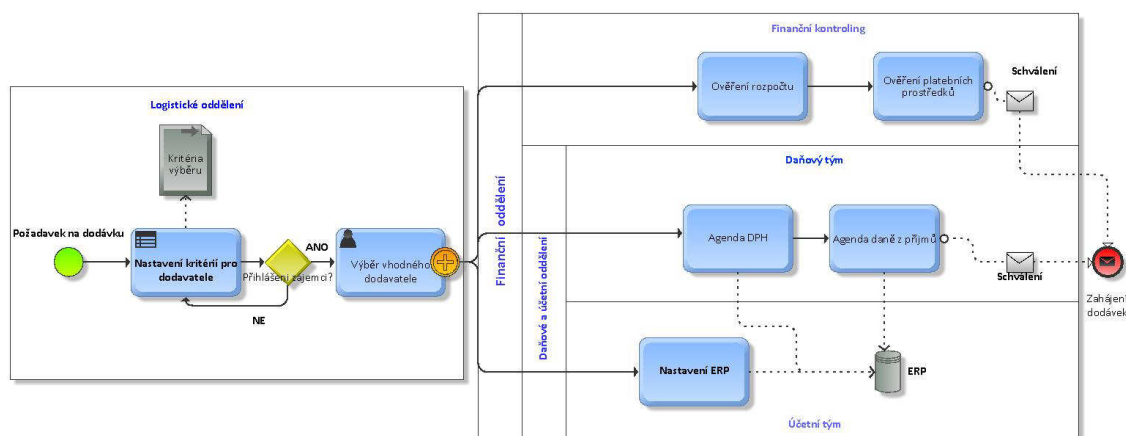 Finanční kontroling
Ověření rozpočtu
Ověření platebních
prostředků
Schválení
Logistické oddělení
Kritéria
výběru
Požadavek na dodávku
Nastavení kritérií pro
dodavatele
Přihlášení zájemci?
ANO
NE
Výběr vhodného
dodavatele
Finanční oddělení
Daňové a účetní oddělení
Daňový tým
Agenda DPH
Agenda daně z příjmů
Schválení
Zahájení
dodávek
Nastavení ERP
ERP
Účetní tým